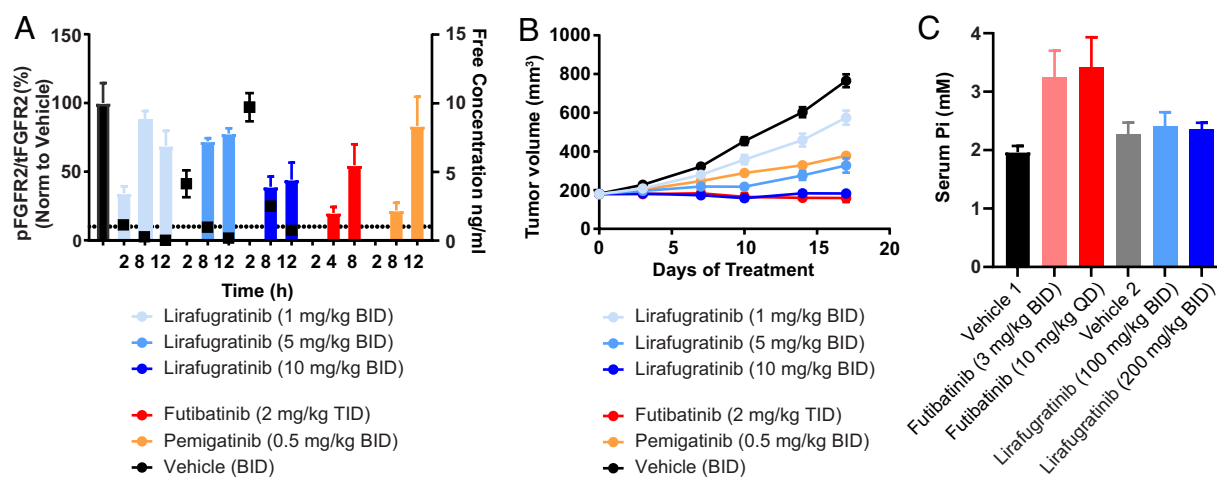 A
pFGFR2/tFGFR2 (%)
(Norm to Vehicle)
150
100
50
0
15
10
5
0
Free Concentration ng/ml
2 8 12 2 8 12 2 8 12 2 4 8 2 8 12
Time (h)
Lirafugratinib (1 mg/kg BID)
Lirafugratinib (5 mg/kg BID)
Lirafugratinib (10 mg/kg BID)
Futibatinib (2 mg/kg TID)
Pemigatinib (0.5 mg/kg BID)
Vehicle (BID)
B
Tumor volume (mm³)
1000
800
600
400
200
0
0 5 10 15 20
Days of Treatment
Lirafugratinib (1 mg/kg BID)
Lirafugratinib (5 mg/kg BID)
Lirafugratinib (10 mg/kg BID)
Futibatinib (2 mg/kg TID)
Pemigatinib (0.5 mg/kg BID)
Vehicle (BID)
C
Serum Pi (mM)
4
3
2
1
0
Vehicle 1
Futibatinib (3 mg/kg BID)
Futibatinib (10 mg/kg QD)
Vehicle 2
Lirafugratinib (100 mg/kg BID)
Lirafugratinib (200 mg/kg BID)